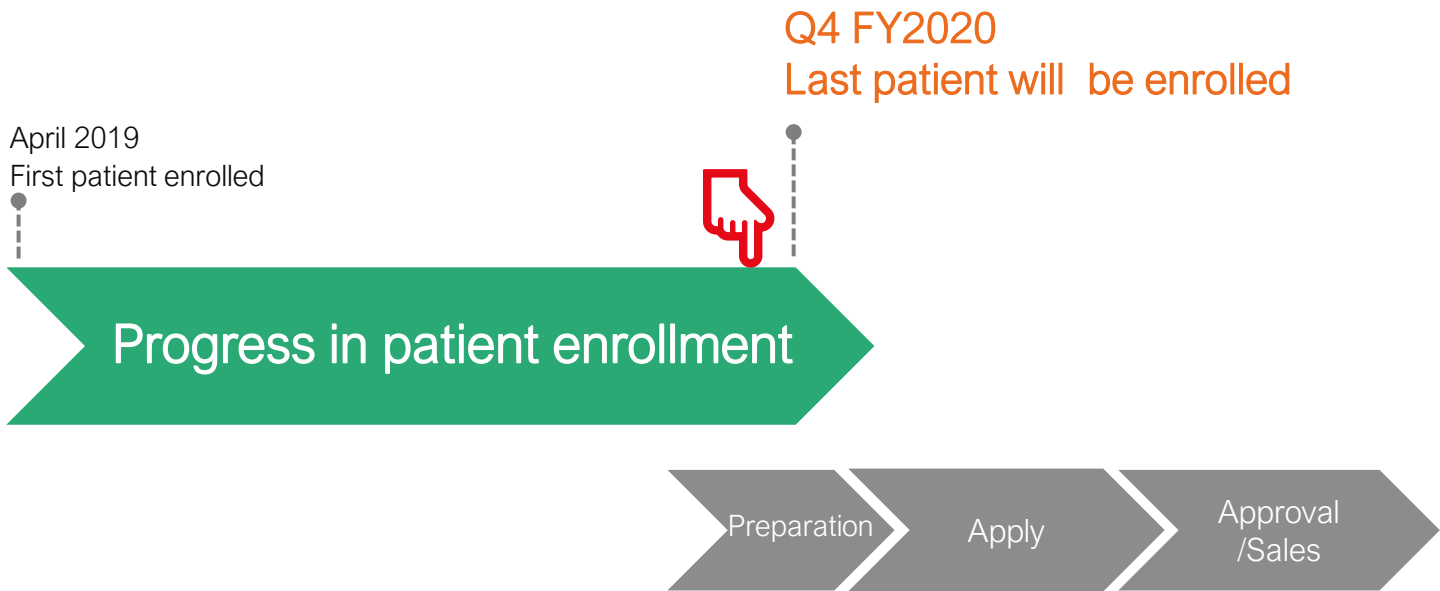 Q4 FY2020
Last patient will  be enrolled
April 2019
First patient enrolled
Progress in patient enrollment
Preparation
Apply
Approval
/Sales